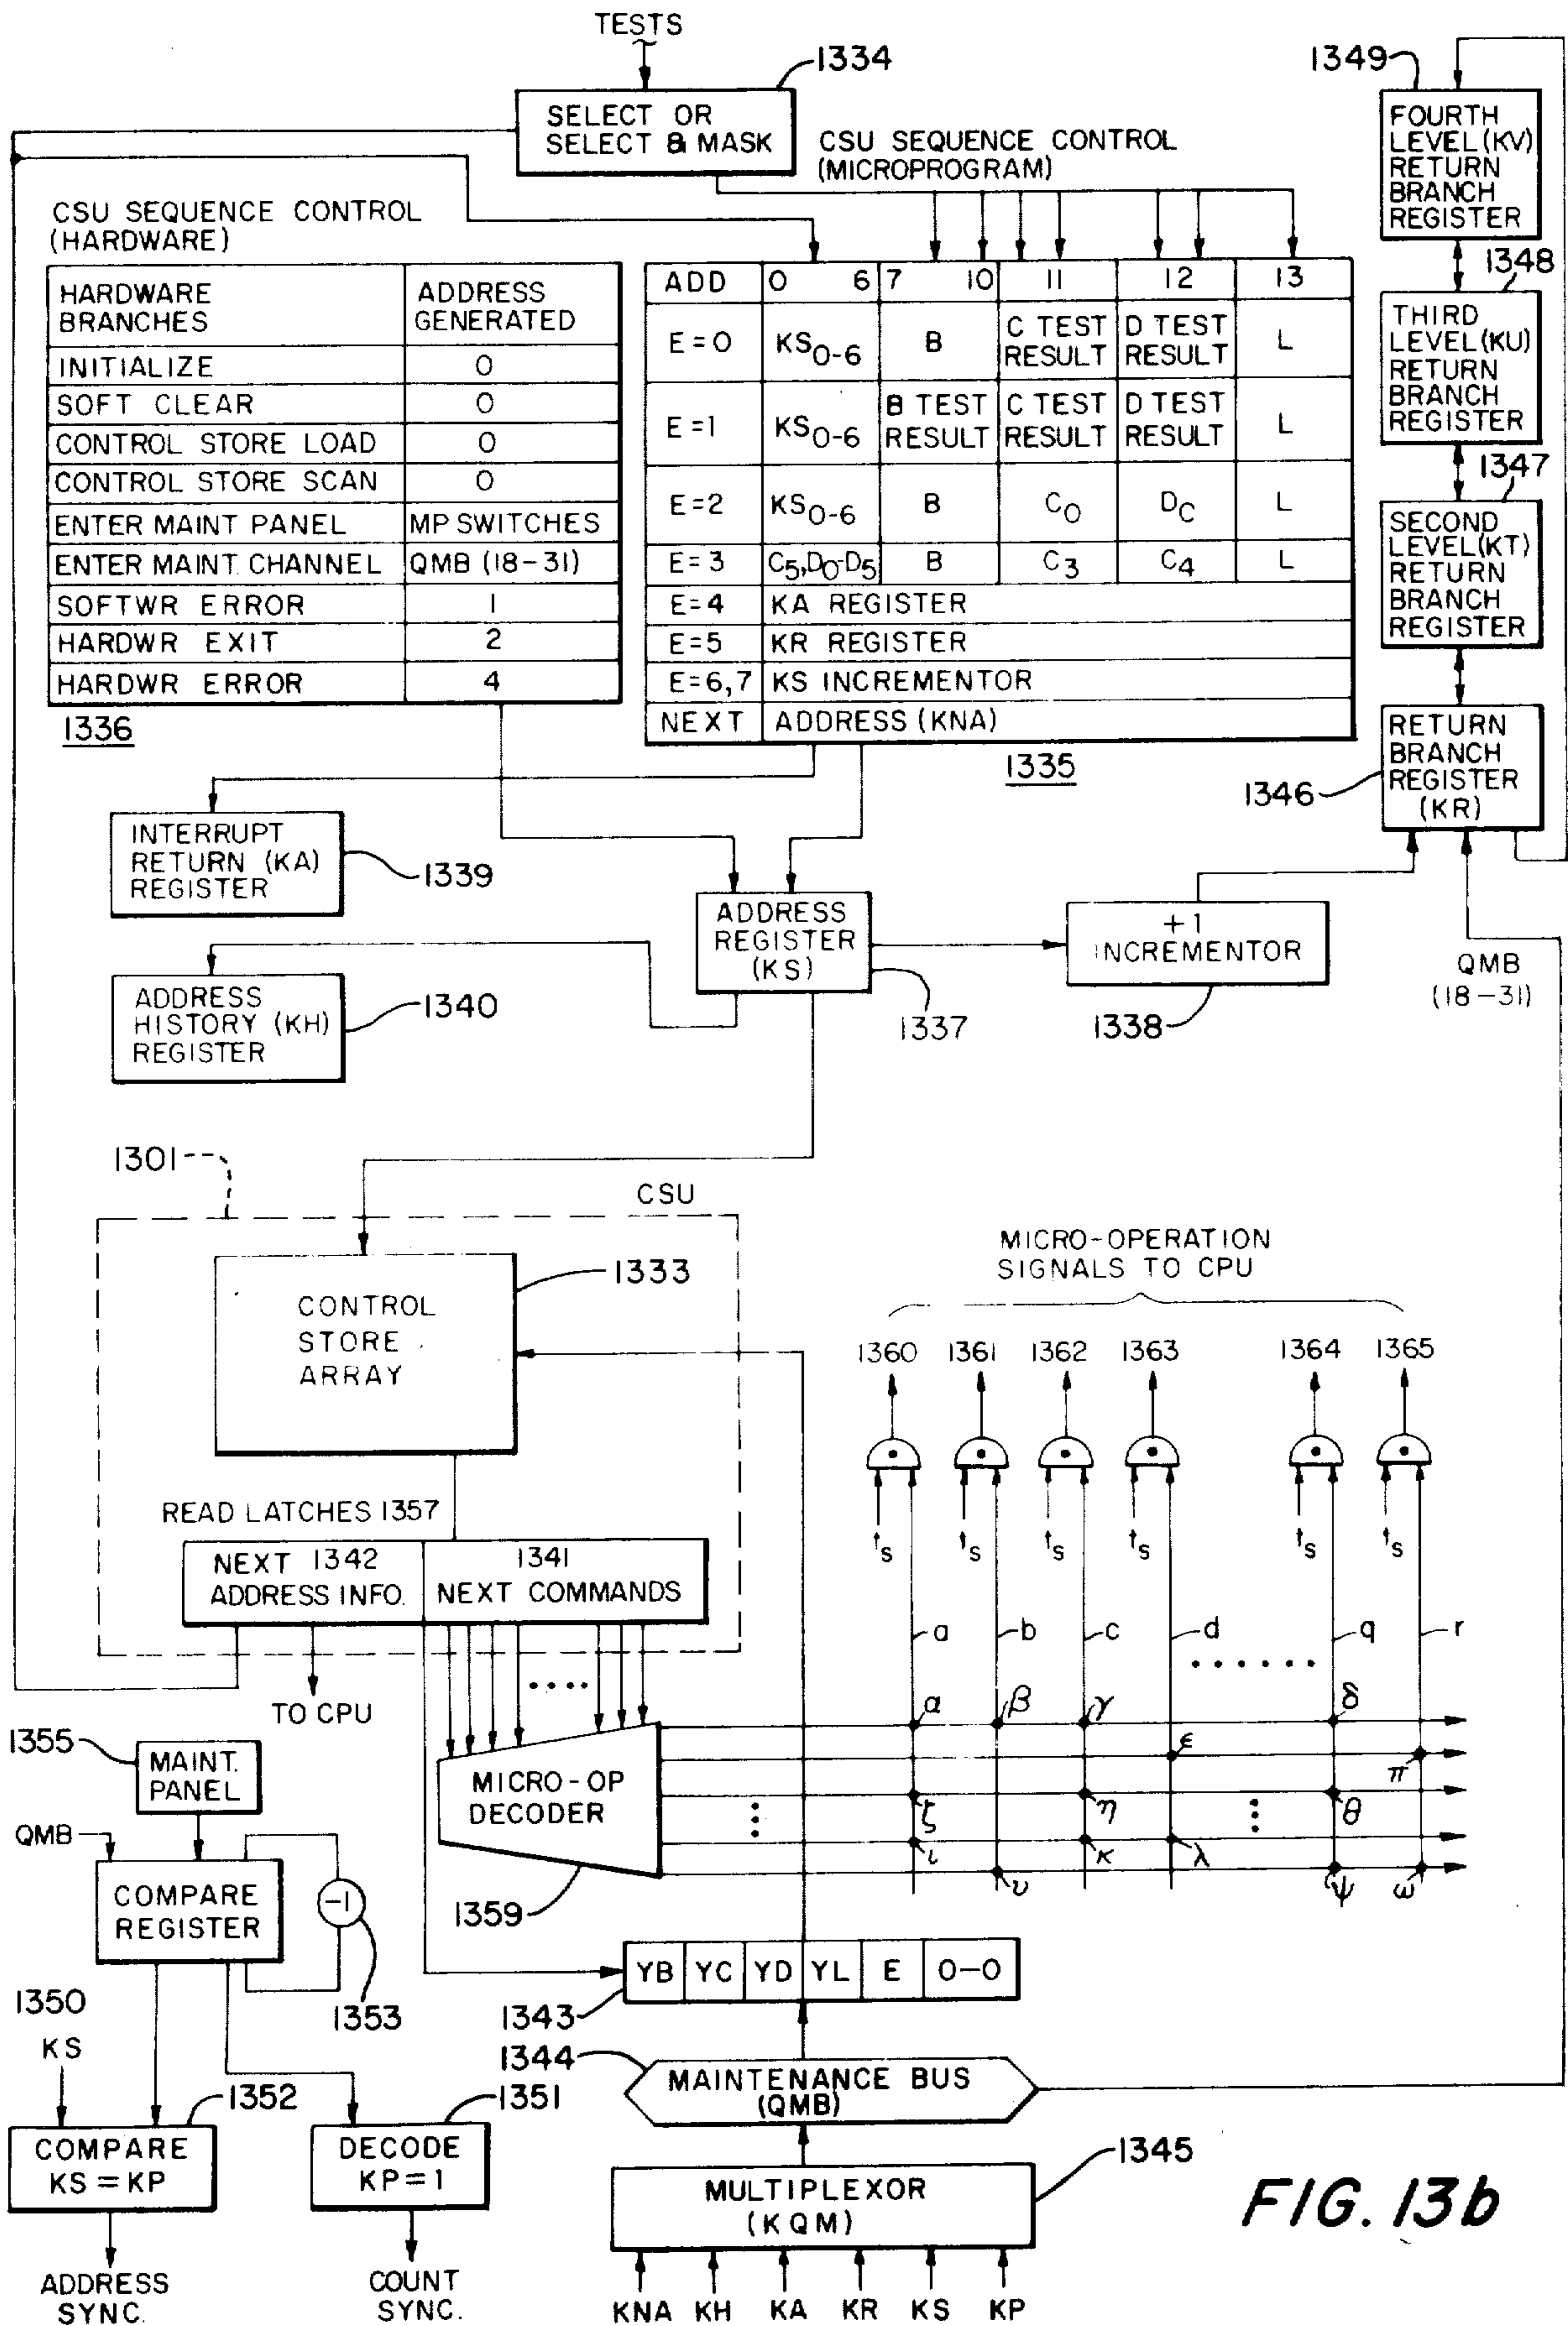 TESTS
1334
SELECT OR
SELECT & MASK
CSU SEQUENCE CONTROL
(MICROPROGRAM)
1349
FOURTH
LEVEL(KV)
RETURN
BRANCH
REGISTER
1348
THIRD
LEVEL(KU)
RETURN
BRANCH
REGISTER
1347
SECOND
LEVEL(KT)
RETURN
BRANCH
REGISTER
RETURN
BRANCH
REGISTER
(KR)
1346
CSU SEQUENCE CONTROL
(HARDWARE)
HARDWARE BRANCHES ADDRESS GENERATED
INITIALIZE 0
SOFT CLEAR 0
CONTROL STORE LOAD 0
CONTROL STORE SCAN 0
ENTER MAINT PANEL MP SWITCHES
ENTER MAINT. CHANNEL QMB (18-31)
SOFTWR ERROR 1
HARDWR EXIT 2
HARDWR ERROR 4
1336
ADD 0 6 7 10 11 12 13
E=0 KS0-6 B C TEST RESULT D TEST RESULT L
E=1 KS0-6 B TEST RESULT C TEST RESULT D TEST RESULT L
E=2 KS0-6 B CO DC L
E=3 C5,D0-D5 B C3 C4 L
E=4 KA REGISTER
E=5 KR REGISTER
E=6,7 KS INCREMENTOR
NEXT ADDRESS (KNA)
1335
INTERRUPT
RETURN (KA)
REGISTER
1339
ADDRESS
REGISTER
(KS)
1337
+1
INCREMENTOR
1338
QMB
(18-31)
ADDRESS
HISTORY (KH)
REGISTER
1340
1301
CSU
CONTROL
STORE
ARRAY
1333
READ LATCHES 1357
NEXT 1342
ADDRESS INFO.
1341
NEXT COMMANDS
TO CPU
MICRO-OPERATION
SIGNALS TO CPU
1360 1361 1362 1363 1364 1365
ts ts ts ts ts ts
a b c d q r
α β γ δ
ε π
ζ η θ
ι κ λ
υ ψ ω
MICRO-OP
DECODER
1359
1355
MAINT.
PANEL
QMB
COMPARE
REGISTER
-1
1353
1350
KS
1352
COMPARE
KS=KP
ADDRESS
SYNC.
1351
DECODE
KP=1
COUNT
SYNC.
YB YC YD YL E 0-0
1343
1344
MAINTENANCE BUS
(QMB)
1345
MULTIPLEXOR
(KQM)
KNA KH KA KR KS KP
FIG. 13b